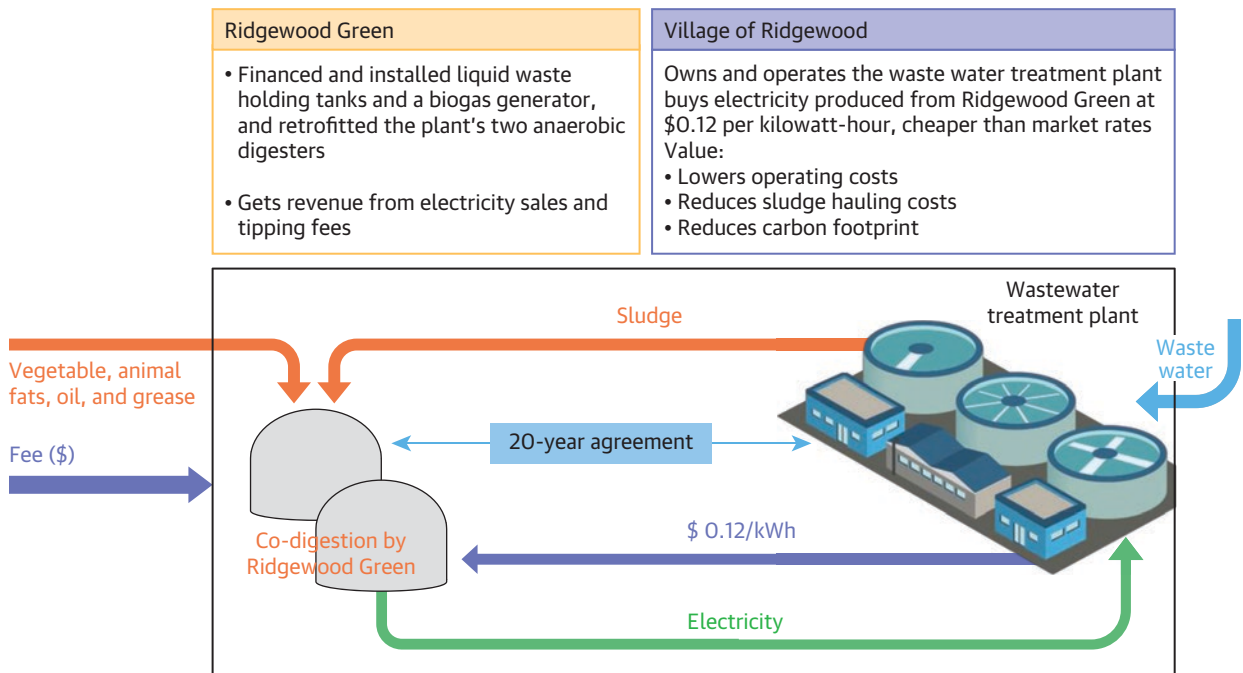 Ridgewood Green
• Financed and installed liquid waste
holding tanks and a biogas generator,
and retrofitted the plant's two anaerobic
digesters
• Gets revenue from electricity sales and
tipping fees
Village of Ridgewood
Owns and operates the waste water treatment plant
buys electricity produced from Ridgewood Green at
$0.12 per kilowatt-hour, cheaper than market rates
Value:
• Lowers operating costs
• Reduces sludge hauling costs
• Reduces carbon footprint
Wastewater
treatment plant
Sludge
Waste
water
Vegetable, animal
fats, oil, and grease
20-year agreement
Fee ($)
$ 0.12/kWh
Co-digestion by
Ridgewood Green
Electricity